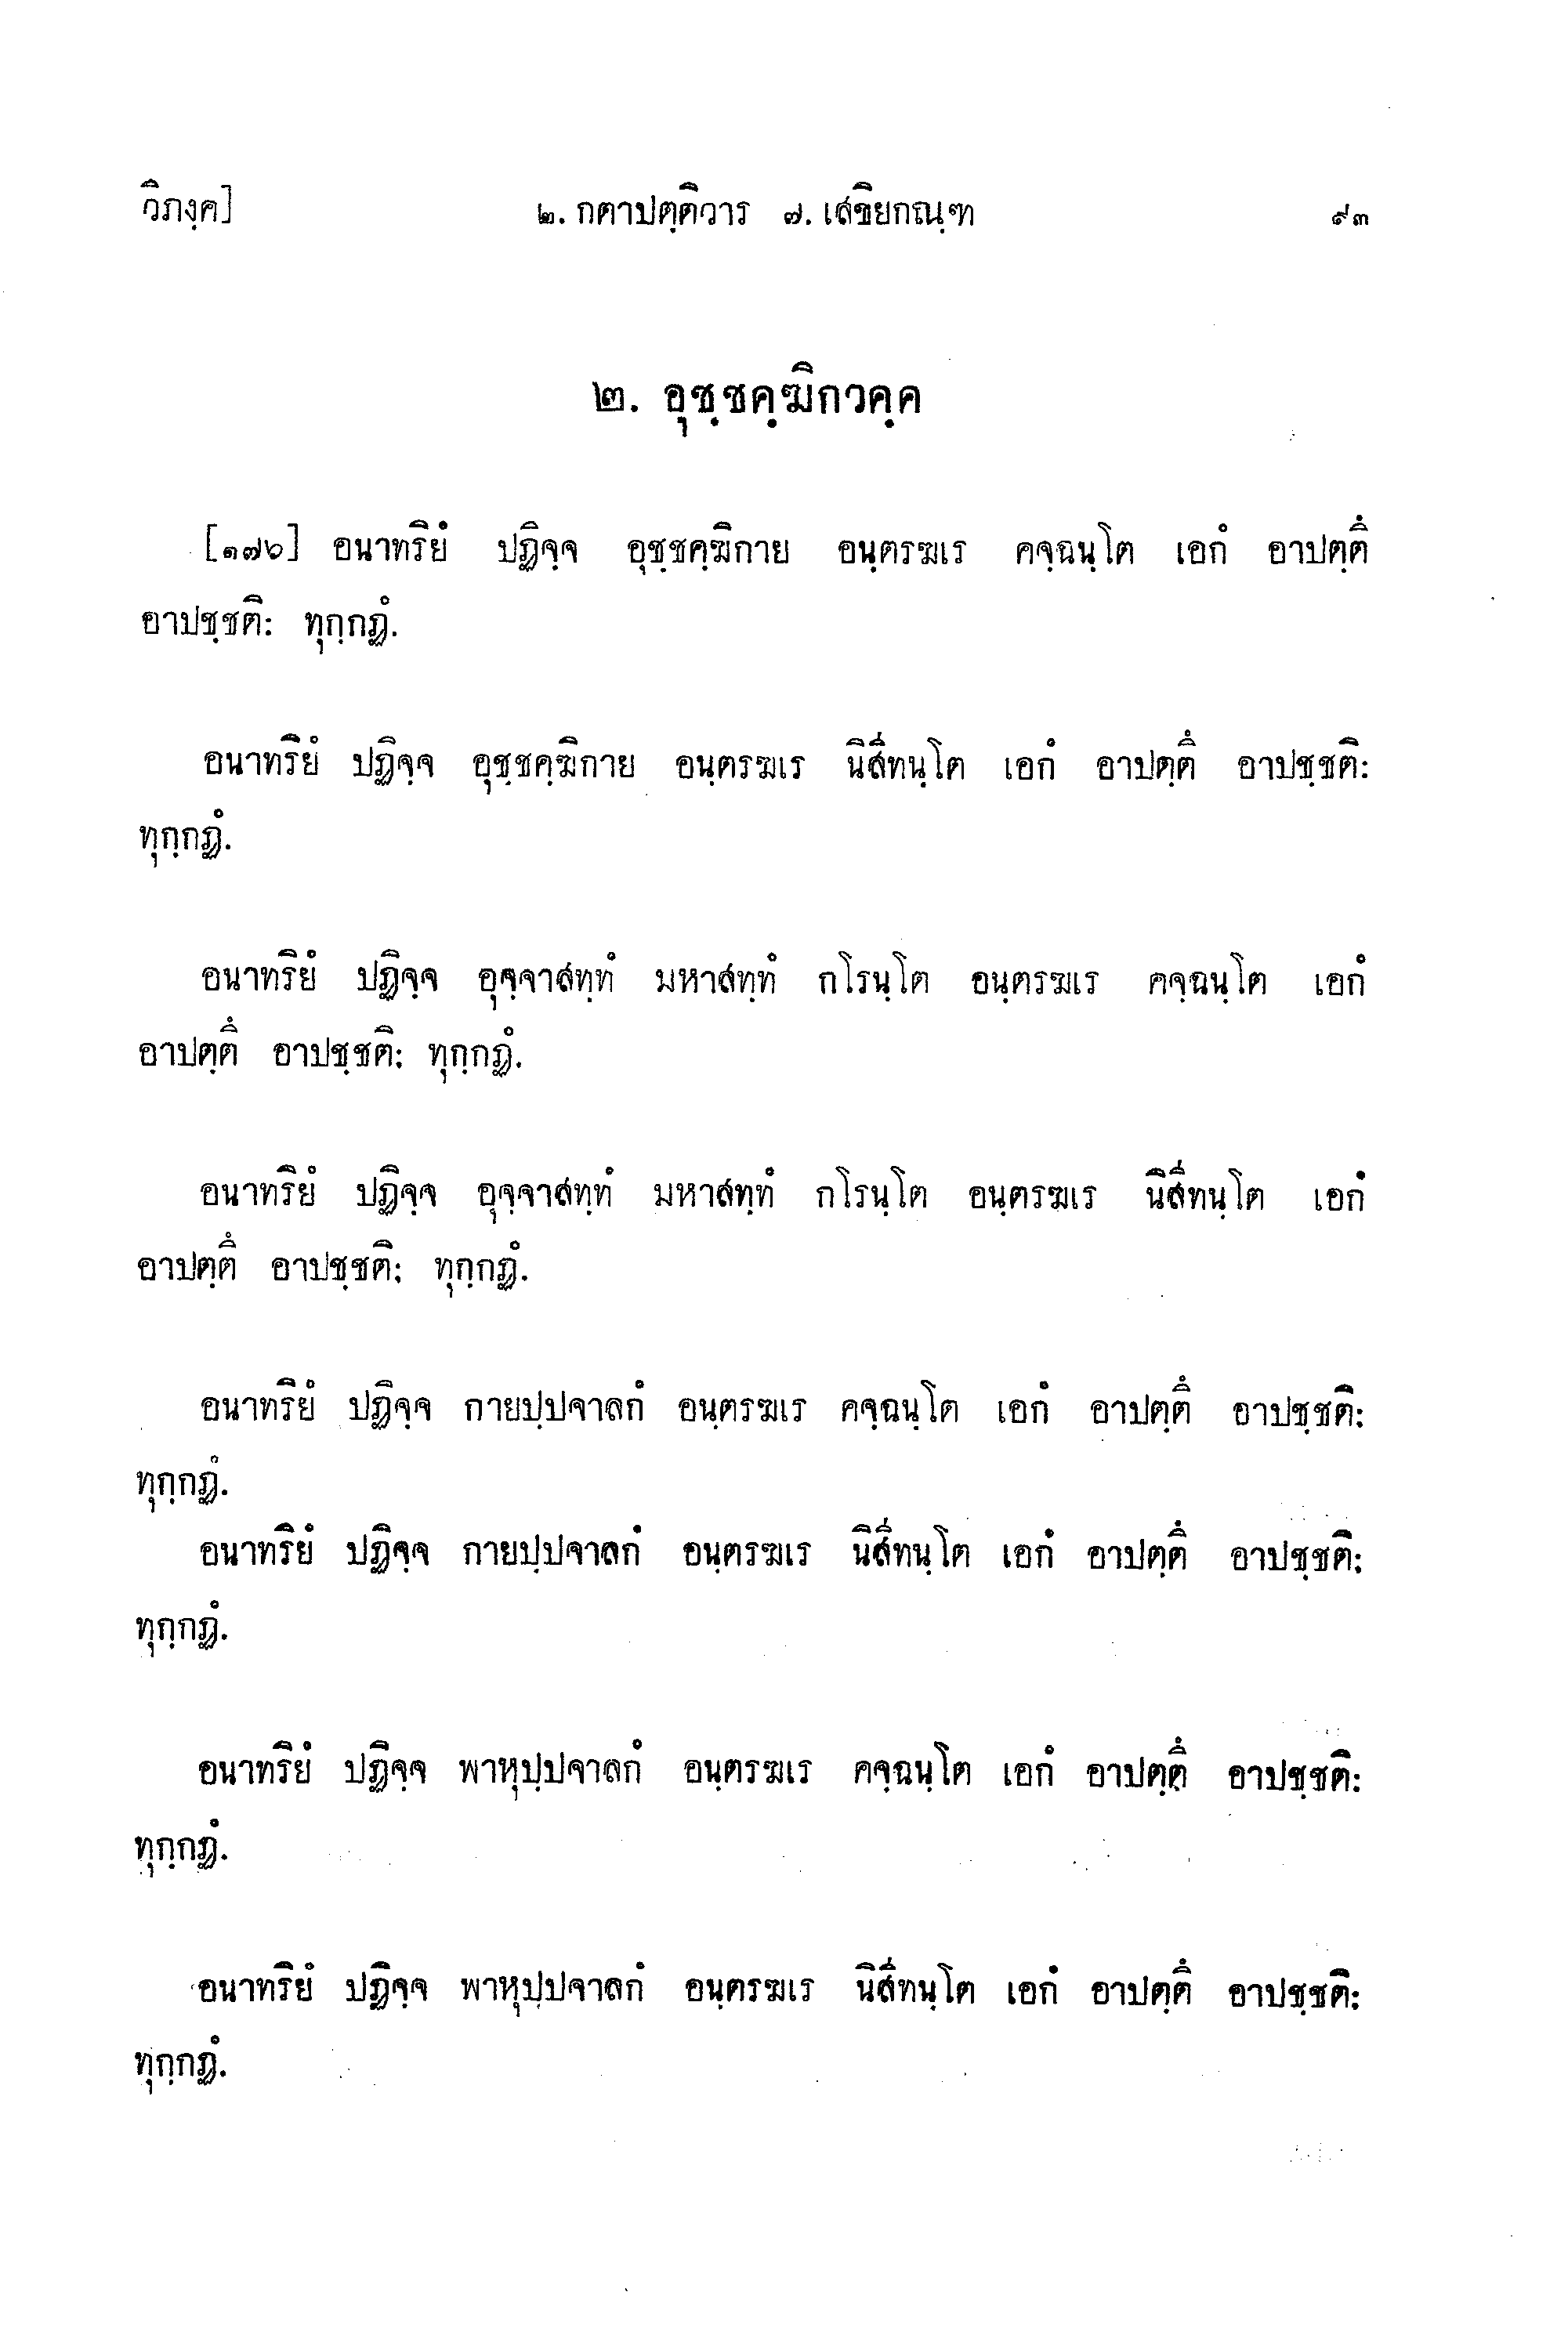 วิภงฺค] ๒. กตาปตฺติวาร ๗. เสขิยกณฺฑ ๙๓
๒. อุชฺชคฺฆิกวคฺค
[๑๗๖] อนาทริยํ ปฏิจฺจ อุชฺชคฺฆิกาย อนฺตรฆเร คจฺฉนฺโต เอกํ อาปตฺตึ
อาปชฺชติ: ทุกฺกฏํ.
อนาทริยํ ปฏิจฺจ อุชฺชคฺฆิกาย อนฺตรฆเร นิสีทนฺโต เอกํ อาปตฺตึ อาปชฺชติ:
ทุกฺกฏํ.
อนาทริยํ ปฏิจฺจ อุจฺจาสทฺทํ มหาสทฺทํ กโรนฺโต อนฺตรฆเร คจฺฉนฺโต เอกํ
อาปตฺตึ อาปชฺชติ: ทุกฺกฏํ.
อนาทริยํ ปฏิจฺจ อุจฺจาสทฺทํ มหาสทฺทํ กโรนฺโต อนฺตรฆเร นิสีทนฺโต เอกํ
อาปตฺตึ อาปชฺชติ: ทุกฺกฏํ.
อนาทริยํ ปฏิจฺจ กายปฺปจาลกํ อนฺตรฆเร คจฺฉนฺโต เอกํ อาปตฺตึ อาปชฺชติ:
ทุกฺกฏํ.
อนาทริยํ ปฏิจฺจ กายปฺปจาลกํ อนฺตรฆเร นิสีทนฺโต เอกํ อาปตฺตึ อาปชฺชติ:
ทุกฺกฏํ.
อนาทริยํ ปฏิจฺจ พาหุปฺปจาลกํ อนฺตรฆเร คจฺฉนฺโต เอกํ อาปตฺตึ อาปชฺชติ:
ทุกฺกฏํ.
อนาทริยํ ปฏิจฺจ พาหุปฺปจาลกํ อนฺตรฆเร นิสีทนฺโต เอกํ อาปตฺตึ อาปชฺชติ:
ทุกฺกฏํ.